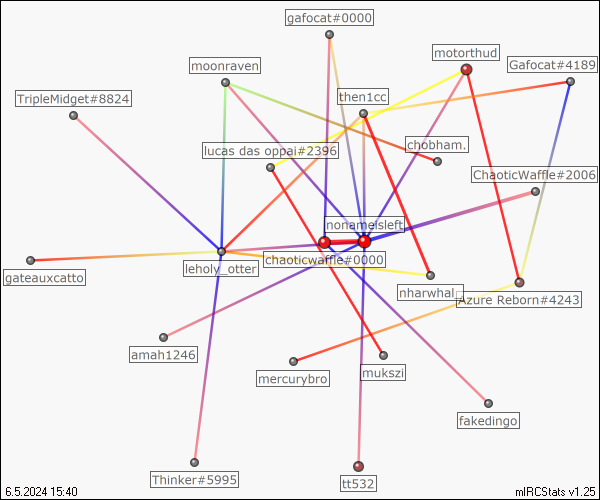 gafocat#0000
motorthud
moonraven
Gafocat#4189
TripleMidget#8824
then1cc
chobham.
lucas das oppai#2396
ChaoticWaffle#2006
nonameisleft
leholy_otter
chaoticwaffle#0000
gateauxcatto
nharwhal
Azure Reborn#4243
amah1246
mercurybro
mukszi
fakedingo
Thinker#5995
tt532
6.5.2024 15:40
mIRCStats v1.25